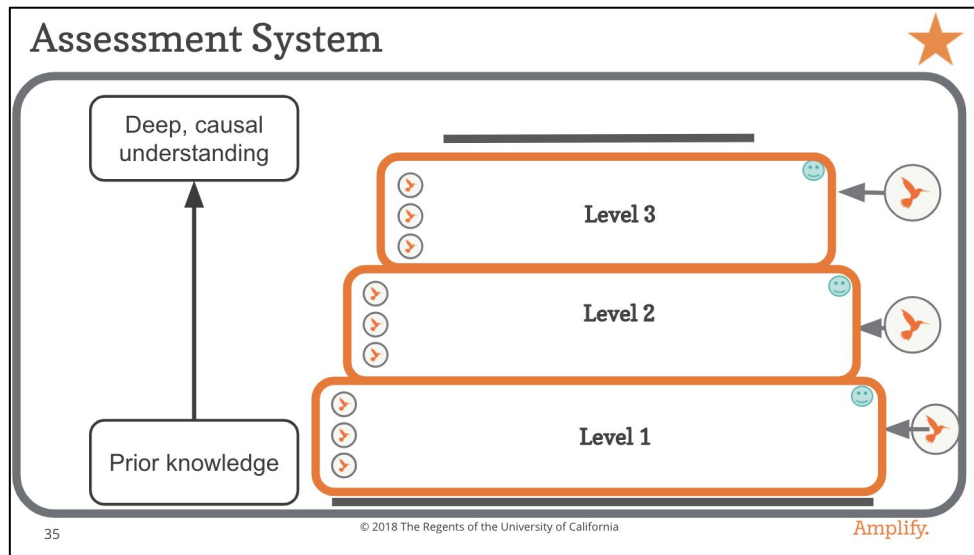 Assessment System
Deep, causal
understanding
Level 3
Level 2
Level 1
Prior knowledge
35
© 2018 The Regents of the University of California
Amplify.